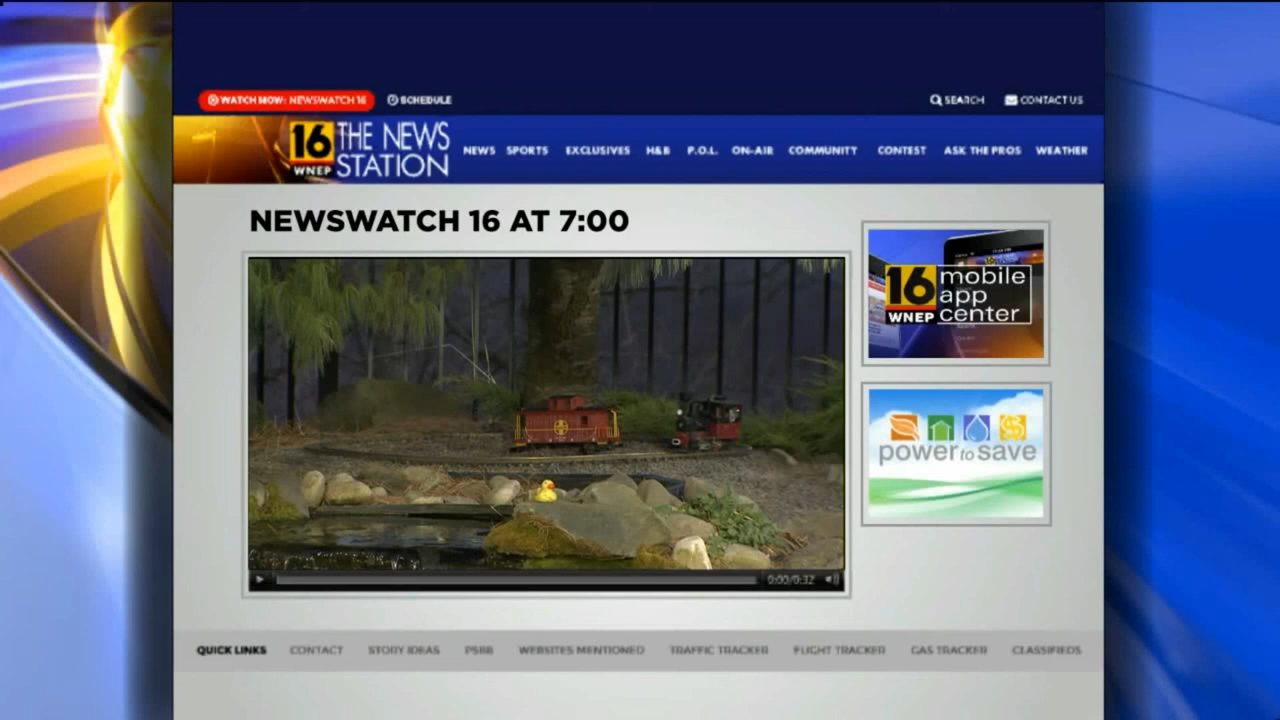 WATCH NOW: NEWSWATCH 16
SCHEDULE
SEARCH
CONTACT US
16
WNEP
THE NEWS
STATION
NEWS SPORTS EXCLUSIVES H&B P.O.L. ON-AIR COMMUNITY CONTEST ASK THE PROS WEATHER
NEWSWATCH 16 AT 7:00
16
WNEP
mobile
app
center
power to save
0:00/0:32
QUICK LINKS CONTACT STORY IDEAS PSBB WEBSITES MENTIONED TRAFFIC TRACKER FLIGHT TRACKER GAS TRACKER CLASSIFIEDS